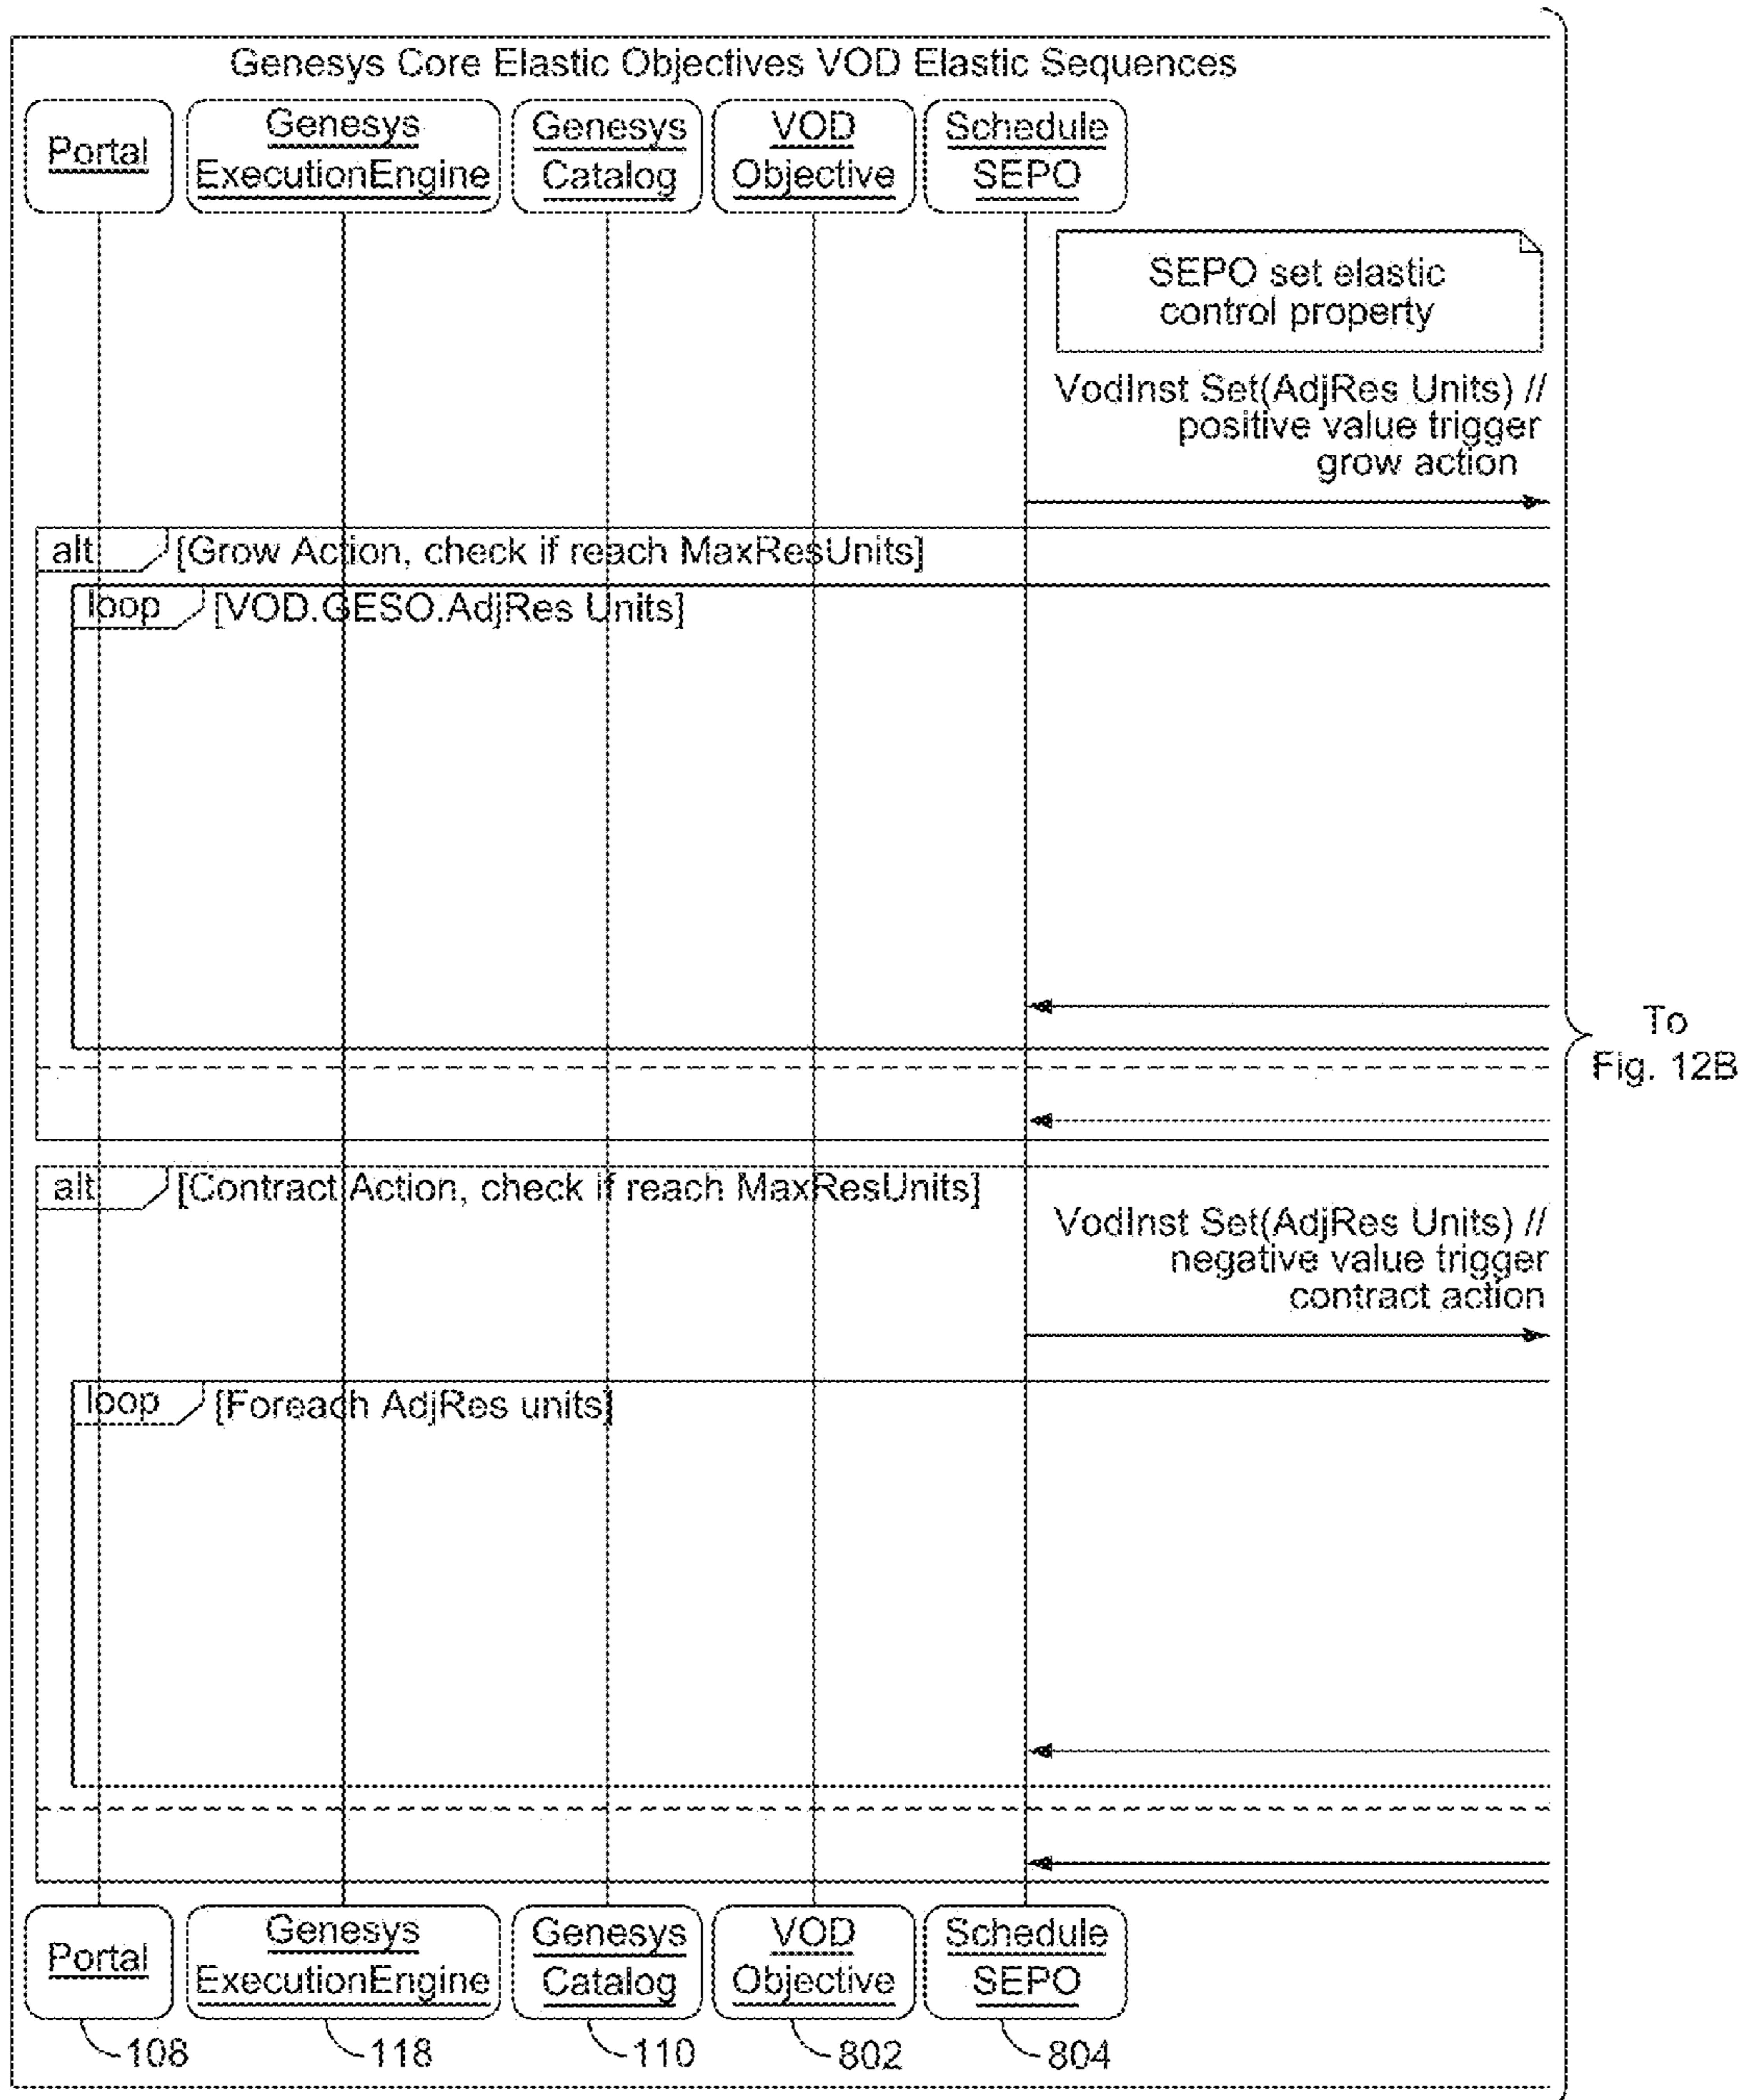 Genesys Core Elastic Objectives VOD Elastic Sequences
Portal
Genesys
ExecutionEngine
Genesys
Catalog
VOD
Objective
Schedule
SEPO
SEPO set elastic
control property
VodInst Set(AdjRes Units) //
positive value trigger
grow action
alt [Grow Action, check if reach MaxResUnits]
loop [VOD.GESO.AdjRes Units]
To
Fig. 12B
alt [Contract Action, check if reach MaxResUnits]
VodInst Set(AdjRes Units) //
negative value trigger
contract action
loop [Foreach AdjRes units]
Portal
Genesys
ExecutionEngine
Genesys
Catalog
VOD
Objective
Schedule
SEPO
108
118
110
802
804